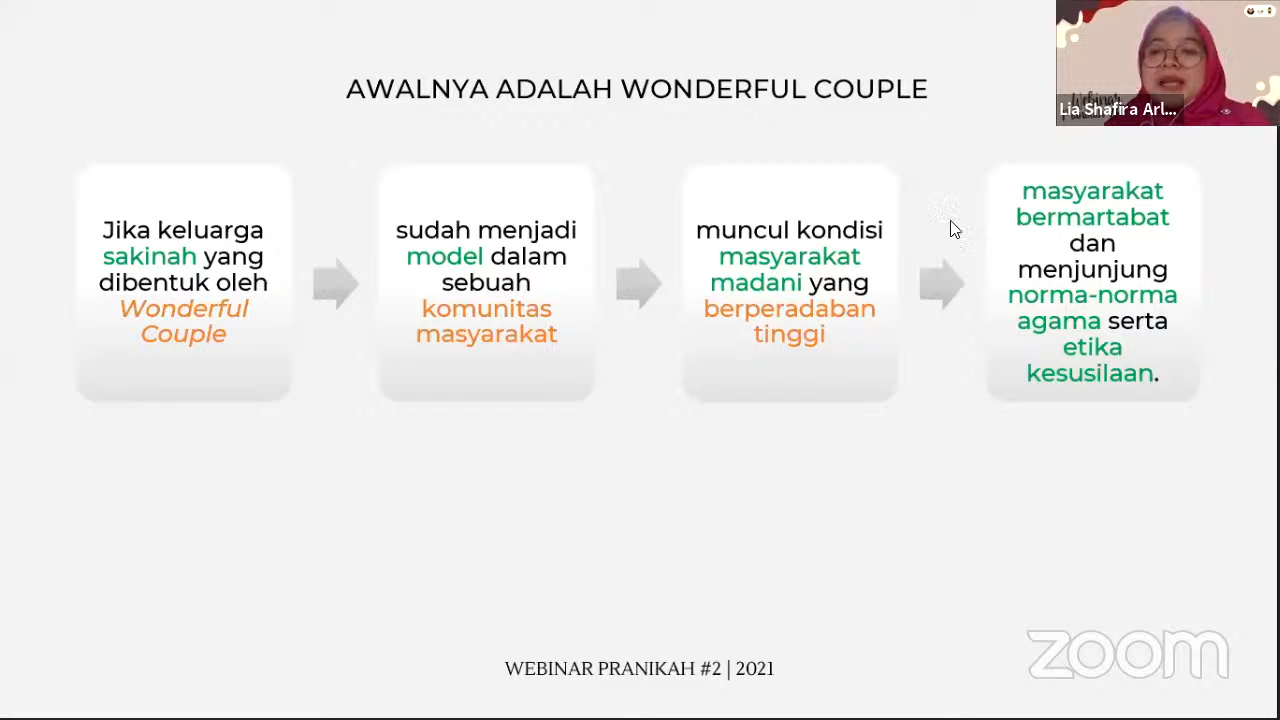 AWALNYA ADALAH WONDERFUL COUPLE
Lia Shafira Arl...
Jika keluarga
sakinah yang
dibentuk oleh
Wonderful
Couple
sudah menjadi
model dalam
sebuah
komunitas
masyarakat
muncul kondisi
masyarakat
madani yang
berperadaban
tinggi
masyarakat
bermartabat
dan
menjunjung
norma-norma
agama serta
etika
kesusilaan.
WEBINAR PRANIKAH #2 | 2021
zoom